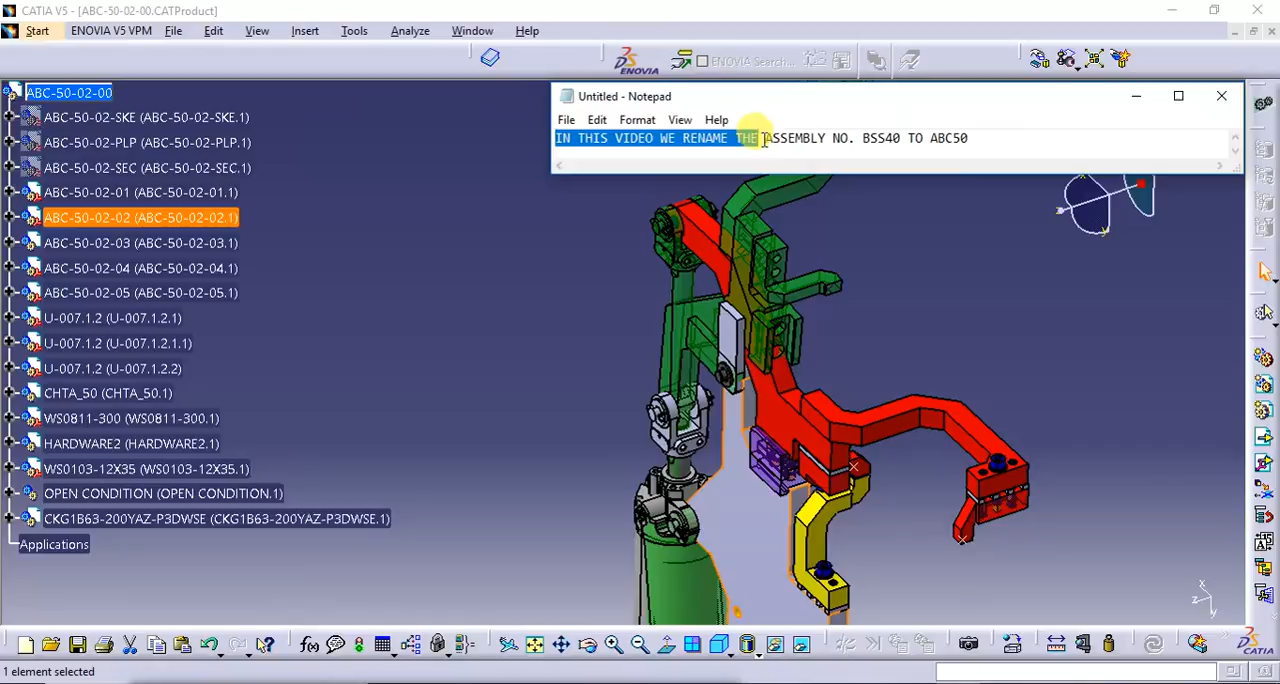 CATIA V5 - [ABC-50-02-00.CATProduct]
Start ENOVIA V5 VPM File Edit View Insert Tools Analyze Window Help
ENOVIA ENOVIA Search...
ABC-50-02-00
ABC-50-02-SKE (ABC-50-02-SKE.1)
ABC-50-02-PLP (ABC-50-02-PLP.1)
ABC-50-02-SEC (ABC-50-02-SEC.1)
ABC-50-02-01 (ABC-50-02-01.1)
ABC-50-02-02 (ABC-50-02-02.1)
ABC-50-02-03 (ABC-50-02-03.1)
ABC-50-02-04 (ABC-50-02-04.1)
ABC-50-02-05 (ABC-50-02-05.1)
U-007.1.2 (U-007.1.2.1)
U-007.1.2 (U-007.1.2.1.1)
U-007.1.2 (U-007.1.2.2)
CHTA_50 (CHTA_50.1)
WS0811-300 (WS0811-300.1)
HARDWARE2 (HARDWARE2.1)
WS0103-12X35 (WS0103-12X35.1)
OPEN CONDITION (OPEN CONDITION.1)
CKG1B63-200YAZ-P3DWSE (CKG1B63-200YAZ-P3DWSE.1)
Applications
Untitled - Notepad
File Edit Format View Help
IN THIS VIDEO WE RENAME THE ASSEMBLY NO. BSS40 TO ABC50
x
z
y
f(x)
CATIA
1 element selected